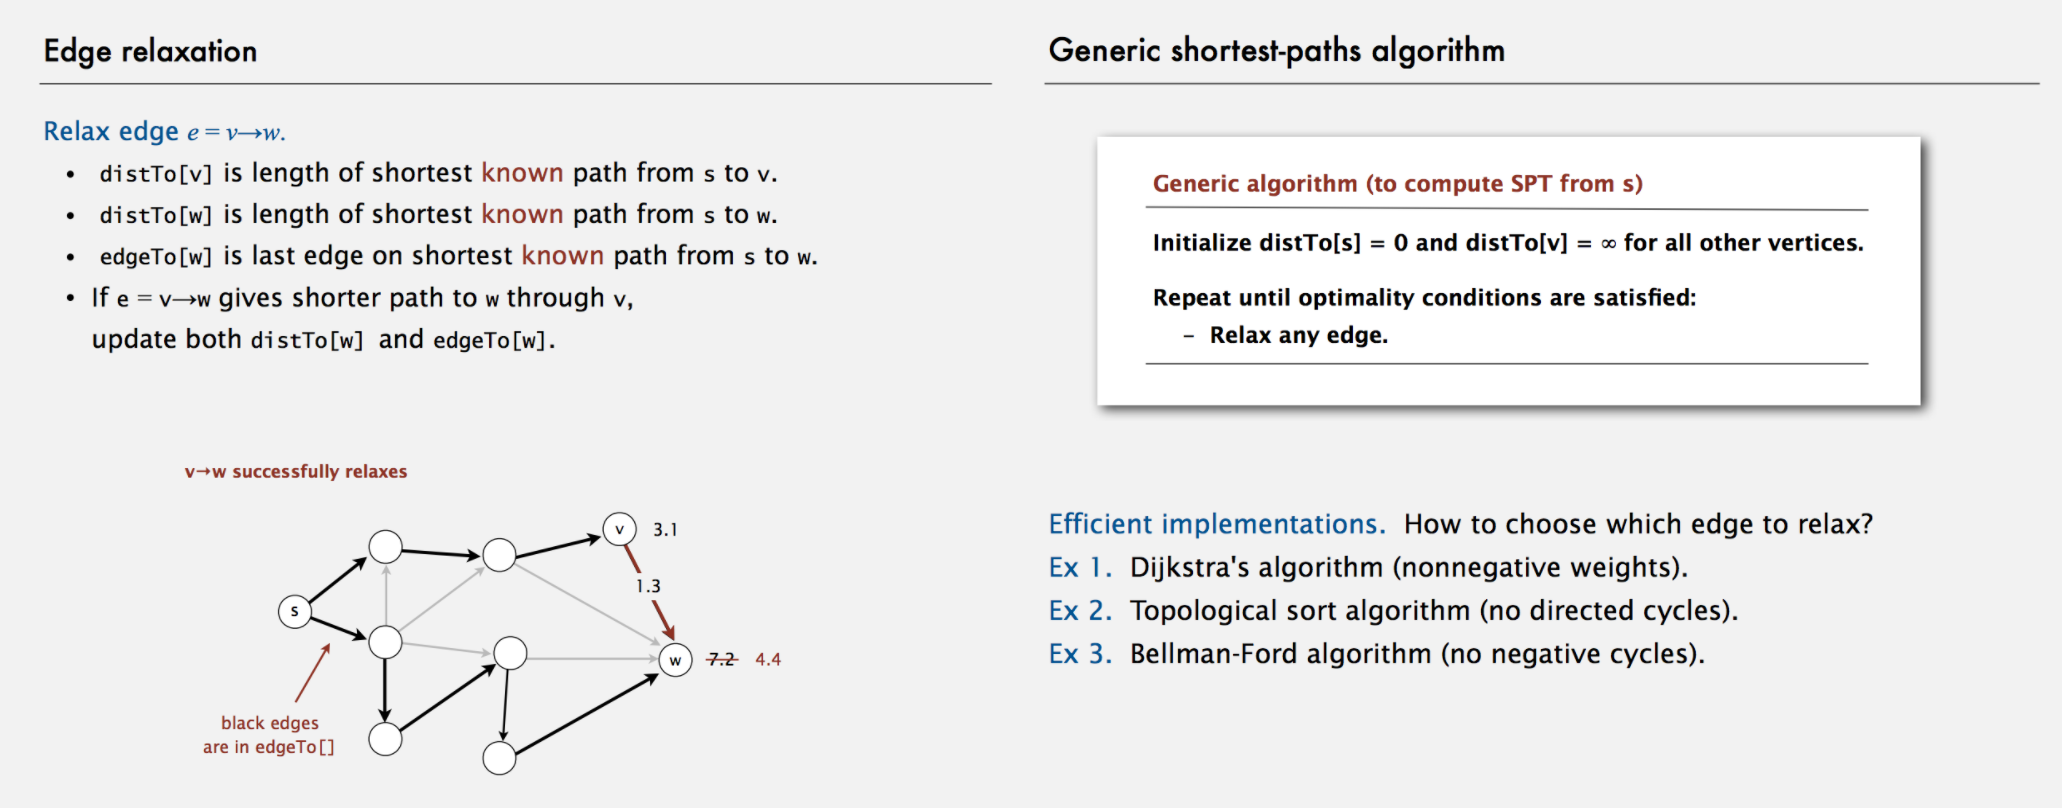 Edge relaxation
Relax edge e = v→w.
• distTo[v] is length of shortest known path from s to v.
• distTo[w] is length of shortest known path from s to w.
• edgeTo[w] is last edge on shortest known path from s to w.
• If e = v→w gives shorter path to w through v,
update both distTo[w] and edgeTo[w].
v→w successfully relaxes
v 3.1
1.3
s
w 7.2 4.4
black edges
are in edgeTo[]
Generic shortest-paths algorithm
Generic algorithm (to compute SPT from s)
Initialize distTo[s] = 0 and distTo[v] = ∞ for all other vertices.
Repeat until optimality conditions are satisfied:
– Relax any edge.
Efficient implementations. How to choose which edge to relax?
Ex 1. Dijkstra's algorithm (nonnegative weights).
Ex 2. Topological sort algorithm (no directed cycles).
Ex 3. Bellman-Ford algorithm (no negative cycles).